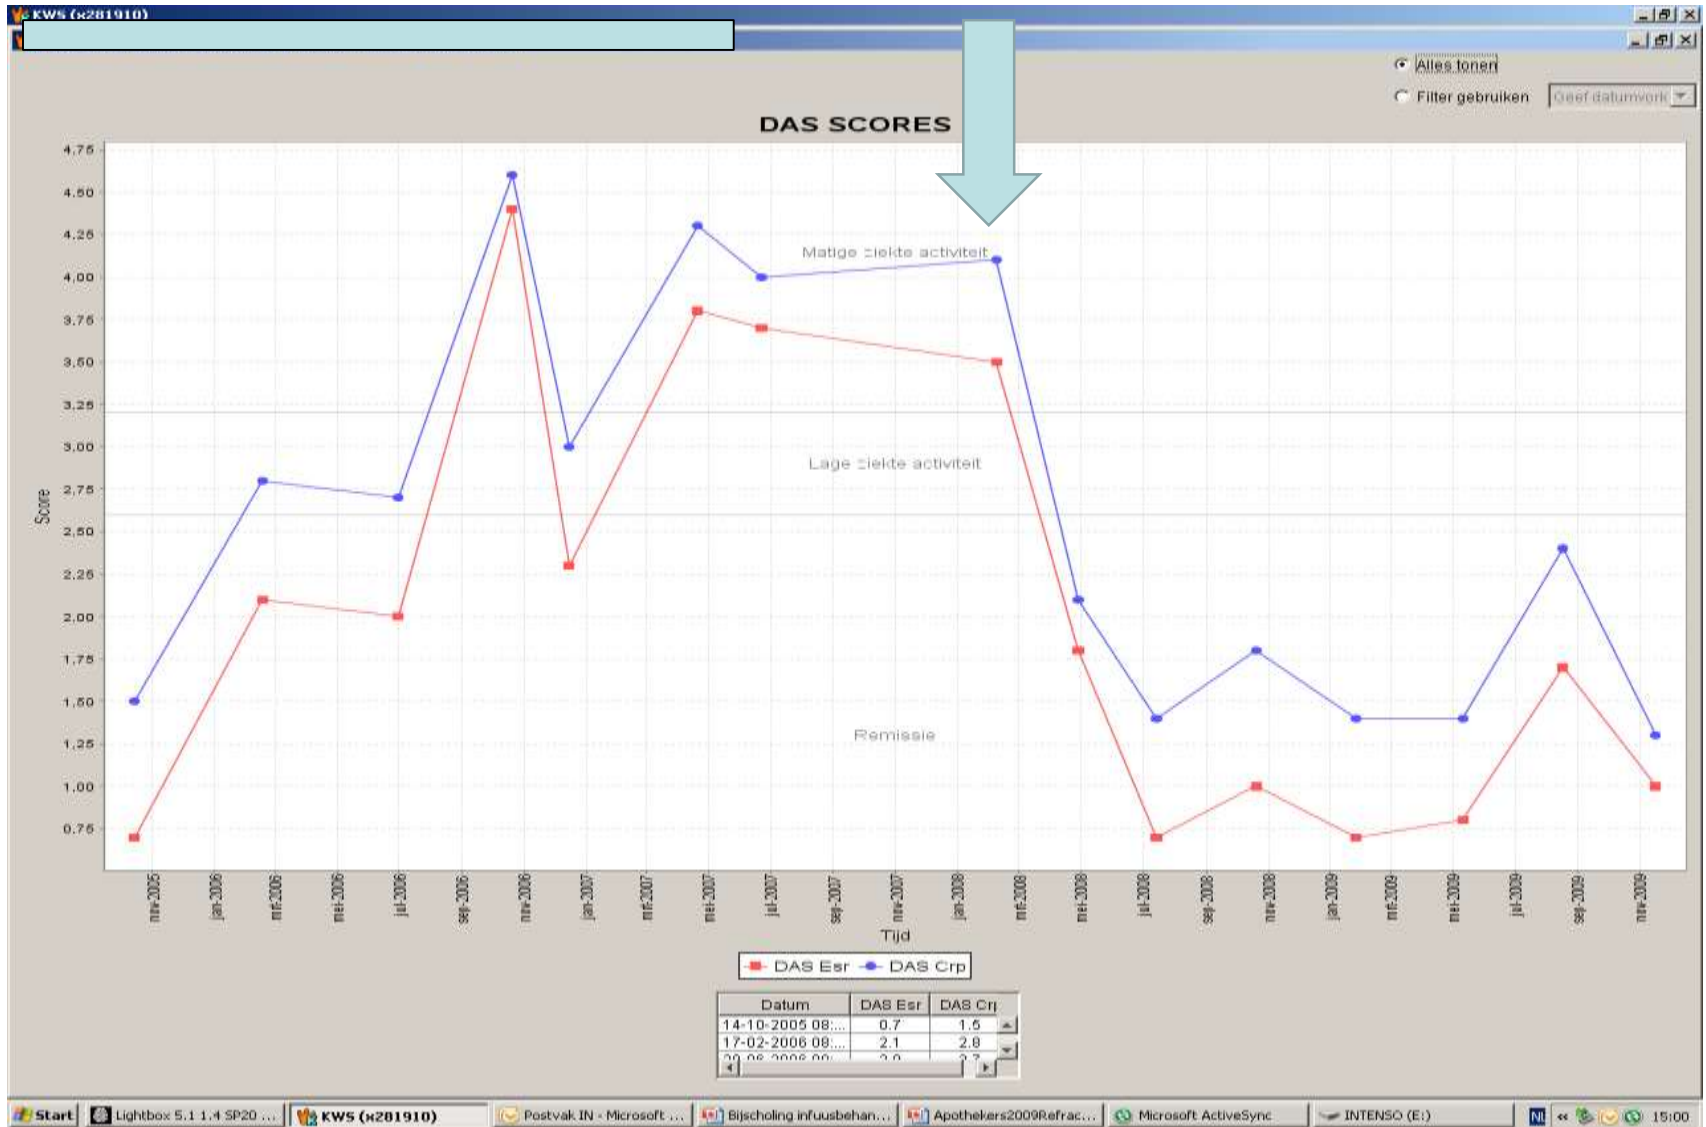 KWS (x281910)
Alles tonen
Filter gebruiken
Geef datumvork
DAS SCORES
4,75
4,50
4,25
4,00
3,75
3,50
3,25
3,00
2,75
2,50
2,25
2,00
1,75
1,50
1,25
1,00
0,75
Score
Matige ziekte activiteit
Lage ziekte activiteit
Remissie
nov-2005
jan-2006
mrt-2006
mei-2006
jul-2006
sep-2006
nov-2006
jan-2007
mrt-2007
mei-2007
jul-2007
sep-2007
nov-2007
jan-2008
mrt-2008
mei-2008
jul-2008
sep-2008
nov-2008
jan-2009
mrt-2009
mei-2009
jul-2009
sep-2009
nov-2009
Tijd
DAS Esr DAS Crp
Datum DAS Esr DAS Crp
14-10-2005 08:... 0.7 1.5
17-02-2006 08:... 2.1 2.8
Start Lightbox 5.1 1.4 SP20 ... KWS (x281910) Postvak IN - Microsoft ... Bijscholing infuusbehan... Apothekers2009Refrac... Microsoft ActiveSync INTENSO (E:) NL « 15:00